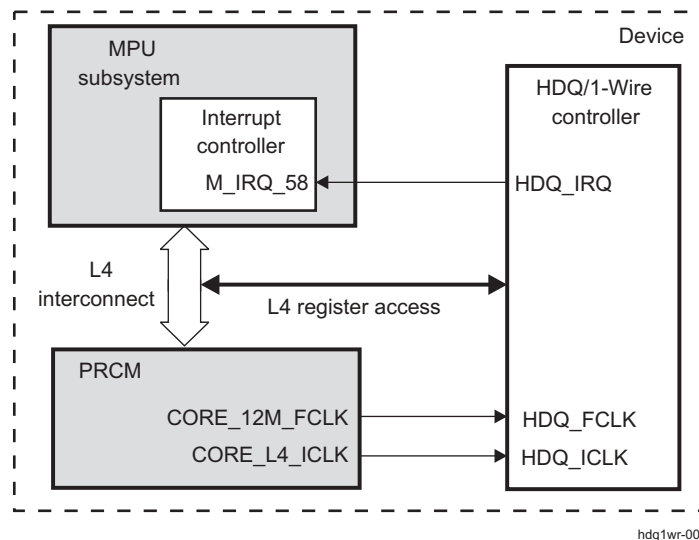 Device
MPU
subsystem
HDQ/1-Wire
controller
Interrupt
controller
M_IRQ_58
HDQ_IRQ
L4
interconnect
L4 register access
PRCM
CORE_12M_FCLK
HDQ_FCLK
CORE_L4_ICLK
HDQ_ICLK
hdq1wr-00